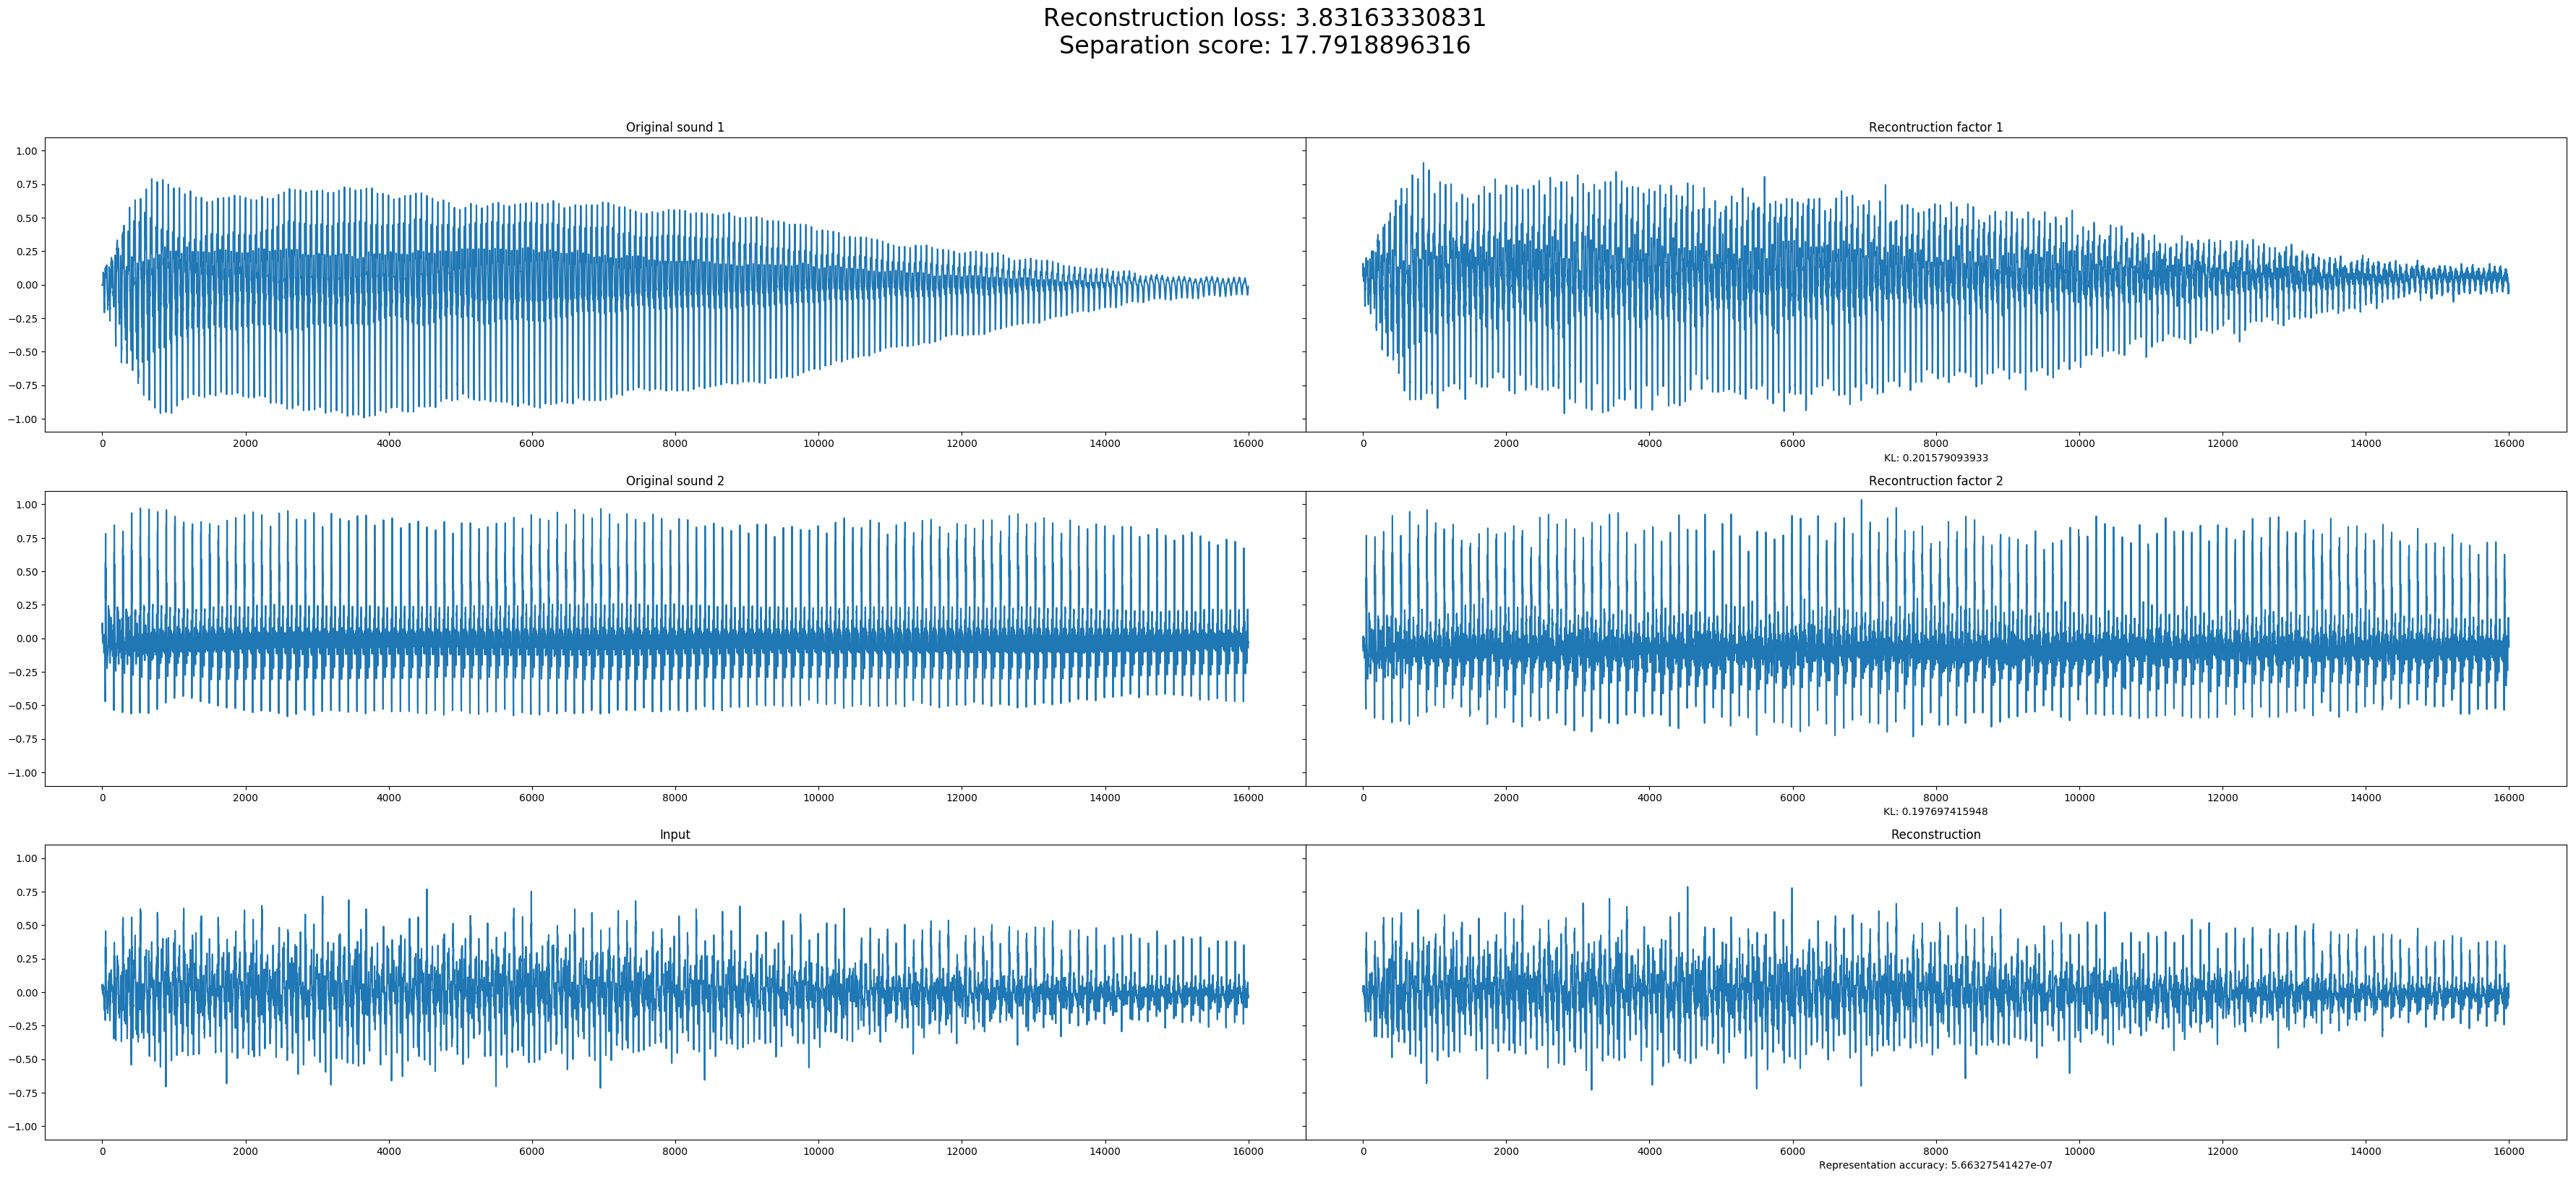 Reconstruction loss: 3.83163330831
Separation score: 17.7918896316
Original sound 1
Recontruction factor 1
1.00
0.75
0.50
0.25
0.00
−0.25
−0.50
−0.75
−1.00
0 2000 4000 6000 8000 10000 12000 14000 16000
0 2000 4000 6000 8000 10000 12000 14000 16000
KL: 0.201579093933
Original sound 2
Recontruction factor 2
1.00
0.75
0.50
0.25
0.00
−0.25
−0.50
−0.75
−1.00
0 2000 4000 6000 8000 10000 12000 14000 16000
0 2000 4000 6000 8000 10000 12000 14000 16000
KL: 0.197697415948
Input
Reconstruction
1.00
0.75
0.50
0.25
0.00
−0.25
−0.50
−0.75
−1.00
0 2000 4000 6000 8000 10000 12000 14000 16000
0 2000 4000 6000 8000 10000 12000 14000 16000
Representation accuracy: 5.66327541427e-07